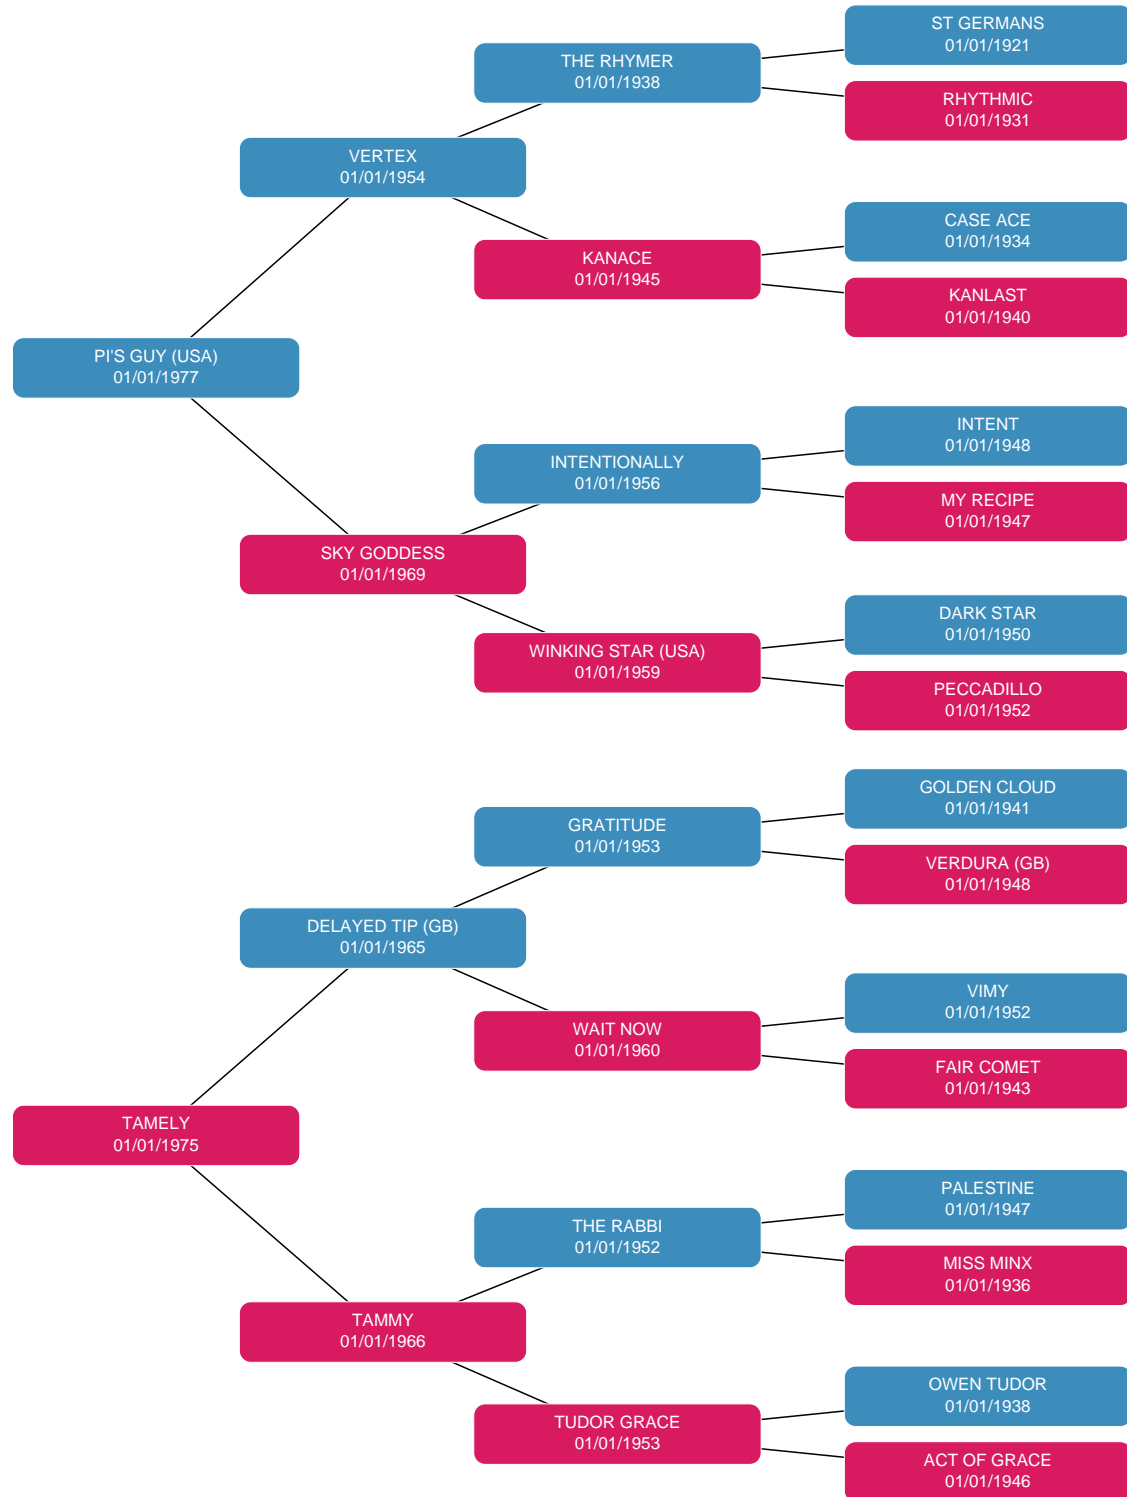 ST GERMANS
01/01/1921
THE RHYMER
01/01/1938
RHYTHMIC
01/01/1931
VERTEX
01/01/1954
CASE ACE
01/01/1934
KANACE
01/01/1945
KANLAST
01/01/1940
PI'S GUY (USA)
01/01/1977
INTENT
01/01/1948
INTENTIONALLY
01/01/1956
MY RECIPE
01/01/1947
SKY GODDESS
01/01/1969
DARK STAR
01/01/1950
WINKING STAR (USA)
01/01/1959
PECCADILLO
01/01/1952
GOLDEN CLOUD
01/01/1941
GRATITUDE
01/01/1953
VERDURA (GB)
01/01/1948
DELAYED TIP (GB)
01/01/1965
VIMY
01/01/1952
WAIT NOW
01/01/1960
FAIR COMET
01/01/1943
TAMELY
01/01/1975
PALESTINE
01/01/1947
THE RABBI
01/01/1952
MISS MINX
01/01/1936
TAMMY
01/01/1966
OWEN TUDOR
01/01/1938
TUDOR GRACE
01/01/1953
ACT OF GRACE
01/01/1946